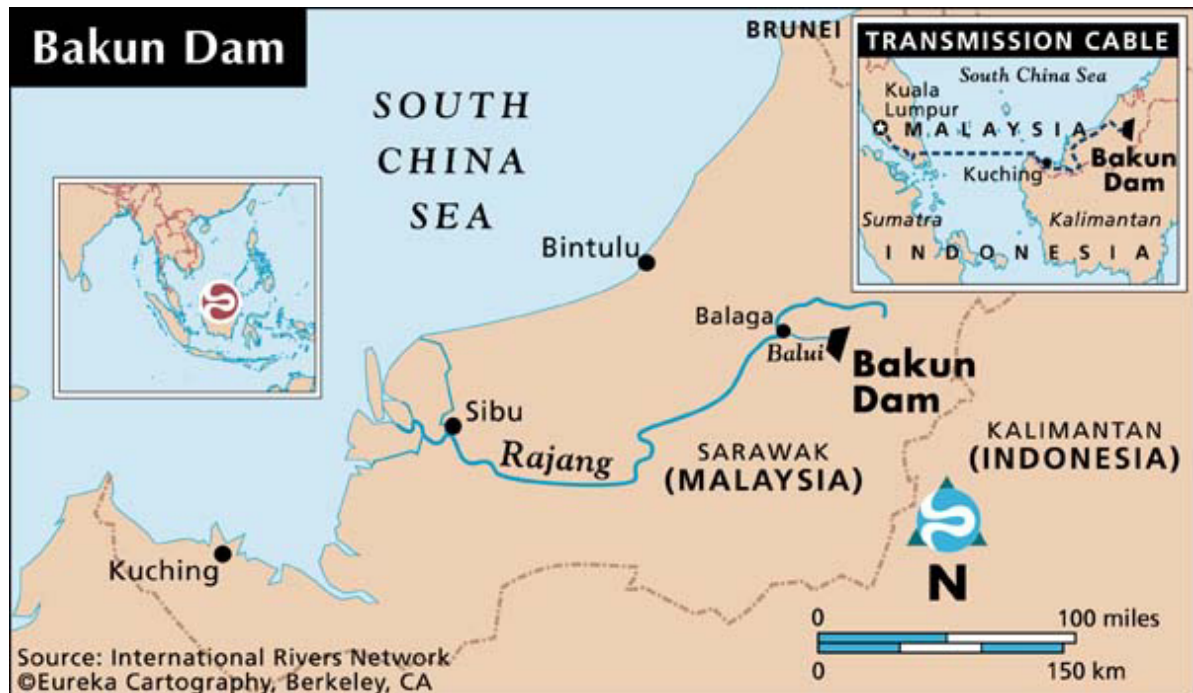 Bakun Dam
BRUNEI
TRANSMISSION CABLE
South China Sea
Kuala
Lumpur
MALAYSIA
Kuching
Bakun
Dam
Sumatra
Kalimantan
INDONESIA
SOUTH
CHINA
SEA
Bintulu
Balaga
Balui
Bakun
Dam
Sibu
Rajang
SARAWAK
(MALAYSIA)
KALIMANTAN
(INDONESIA)
Kuching
N
0 100 miles
0 150 km
Source: International Rivers Network
©Eureka Cartography, Berkeley, CA